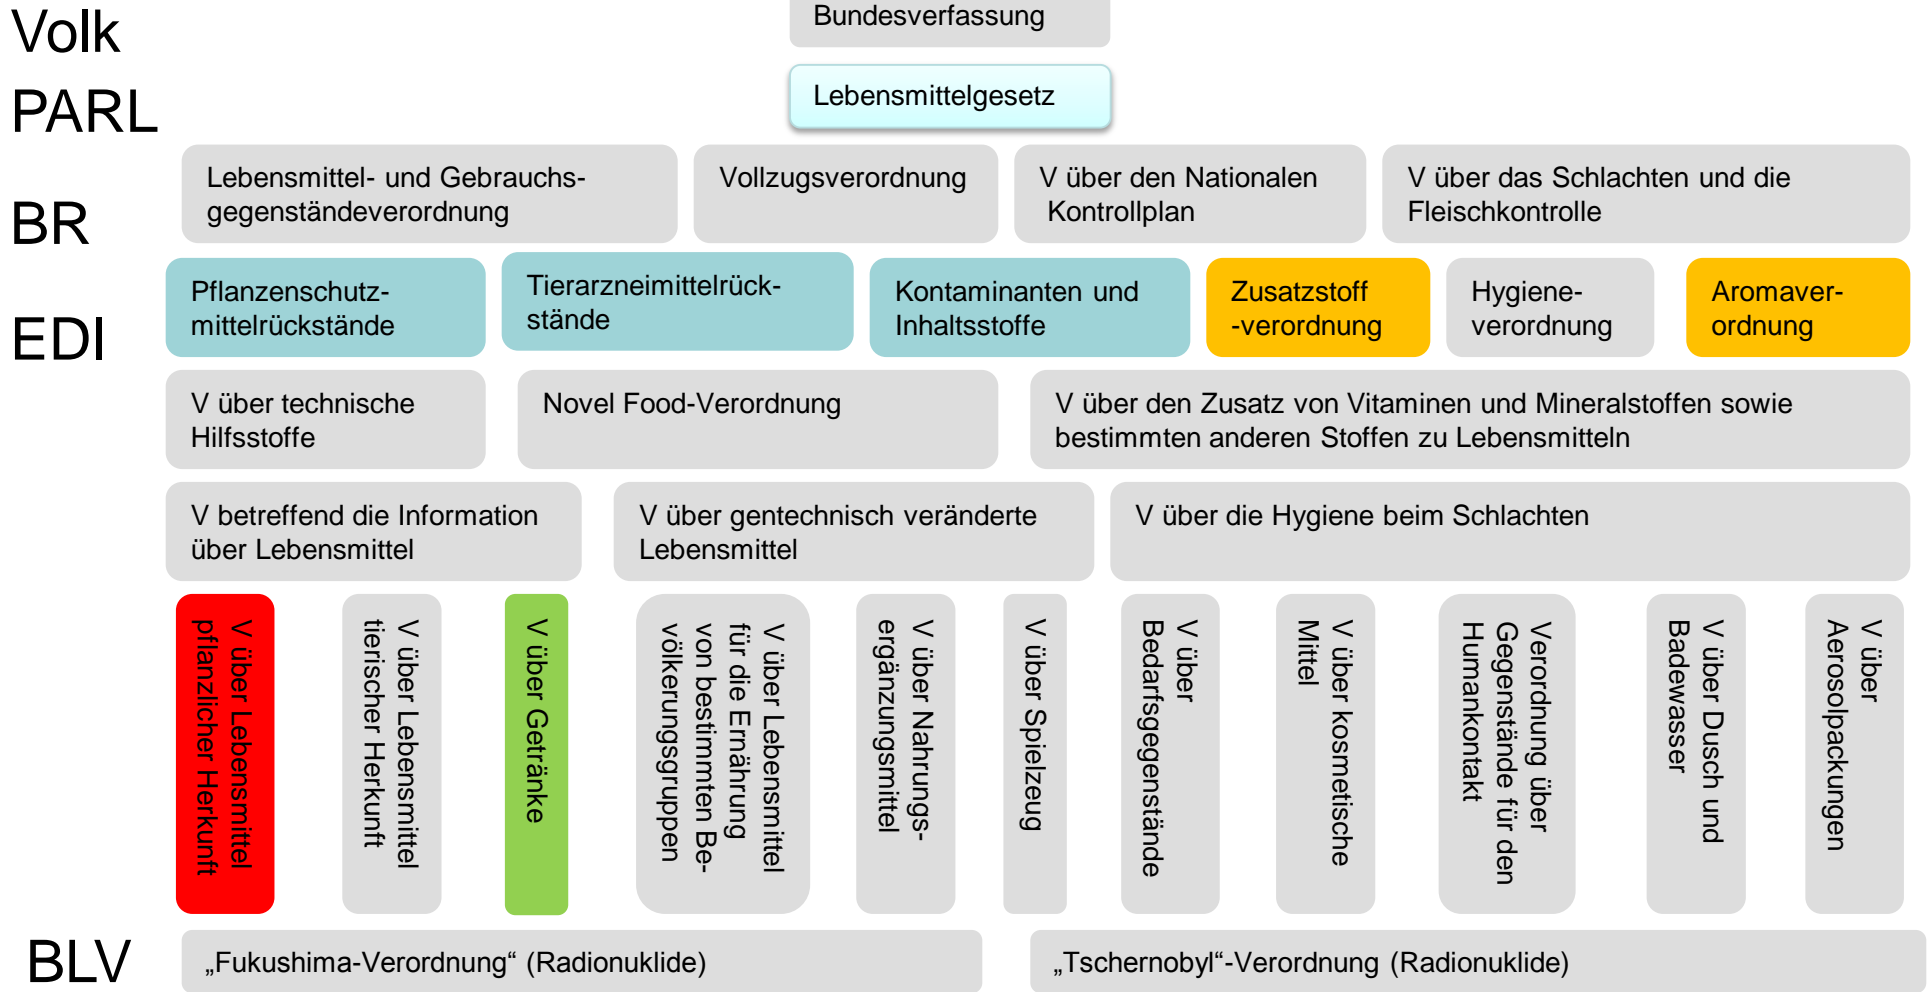 Volk
Bundesverfassung
PARL
Lebensmittelgesetz
BR
Lebensmittel- und Gebrauchs-
gegenständeverordnung
Vollzugsverordnung
V über den Nationalen
Kontrollplan
V über das Schlachten und die
Fleischkontrolle
EDI
Pflanzenschutz-
mittelrückstände
Tierarzneimittelrück-
stände
Kontaminanten und
Inhaltsstoffe
Zusatzstoff
-verordnung
Hygiene-
verordnung
Aromaver-
ordnung
V über technische
Hilfsstoffe
Novel Food-Verordnung
V über den Zusatz von Vitaminen und Mineralstoffen sowie
bestimmten anderen Stoffen zu Lebensmitteln
V betreffend die Information
über Lebensmittel
V über gentechnisch veränderte
Lebensmittel
V über die Hygiene beim Schlachten
V über Lebensmittel
pflanzlicher Herkunft
V über Lebensmittel
tierischer Herkunft
V über Getränke
V über Lebensmittel
für die Ernährung
von bestimmten Be-
völkerungsgruppen
V über Nahrungs-
ergänzungsmittel
V über Spielzeug
V über
Bedarfsgegenstände
V über kosmetische
Mittel
Verordnung über
Gegenstände für den
Humankontakt
V über Dusch und
Badewasser
V über
Aerosolpackungen
BLV
„Fukushima-Verordnung“ (Radionuklide)
„Tschernobyl“-Verordnung (Radionuklide)